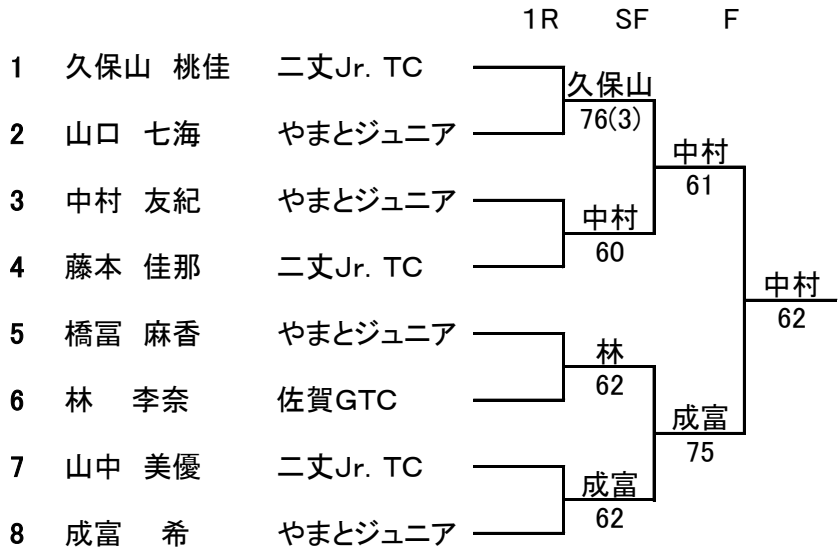 1R SF F
1 久保山 桃佳 二丈Jr. TC
久保山
76(3)
2 山口 七海 やまとジュニア
中村
61
3 中村 友紀 やまとジュニア
中村
60
4 藤本 佳那 二丈Jr. TC
中村
62
5 橋冨 麻香 やまとジュニア
林
62
6 林 李奈 佐賀GTC
成富
75
7 山中 美優 二丈Jr. TC
成富
62
8 成富 希 やまとジュニア